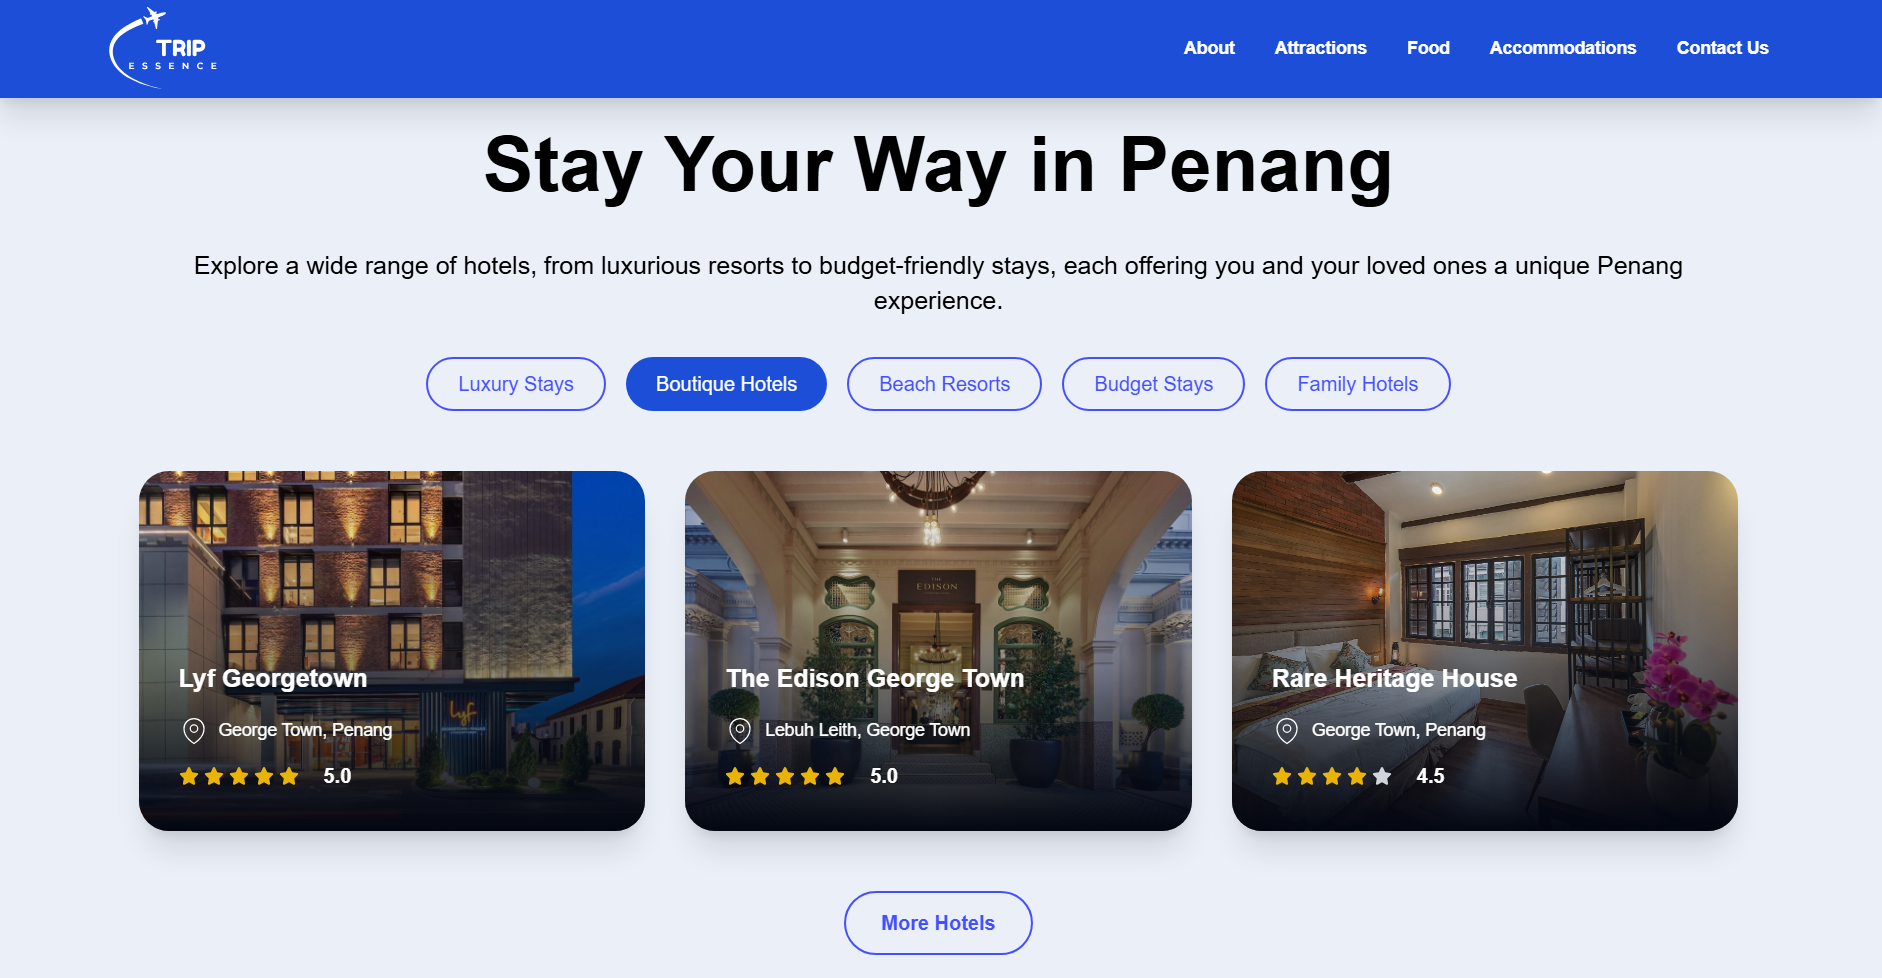 TRIP
ESSENCE
About
Attractions
Food
Accommodations
Contact Us
Stay Your Way in Penang
Explore a wide range of hotels, from luxurious resorts to budget-friendly stays, each offering you and your loved ones a unique Penang
experience.
Luxury Stays
Boutique Hotels
Beach Resorts
Budget Stays
Family Hotels
THE
EDISON
lyf
Lyf Georgetown
George Town, Penang
5.0
The Edison George Town
Lebuh Leith, George Town
5.0
Rare Heritage House
George Town, Penang
4.5
More Hotels